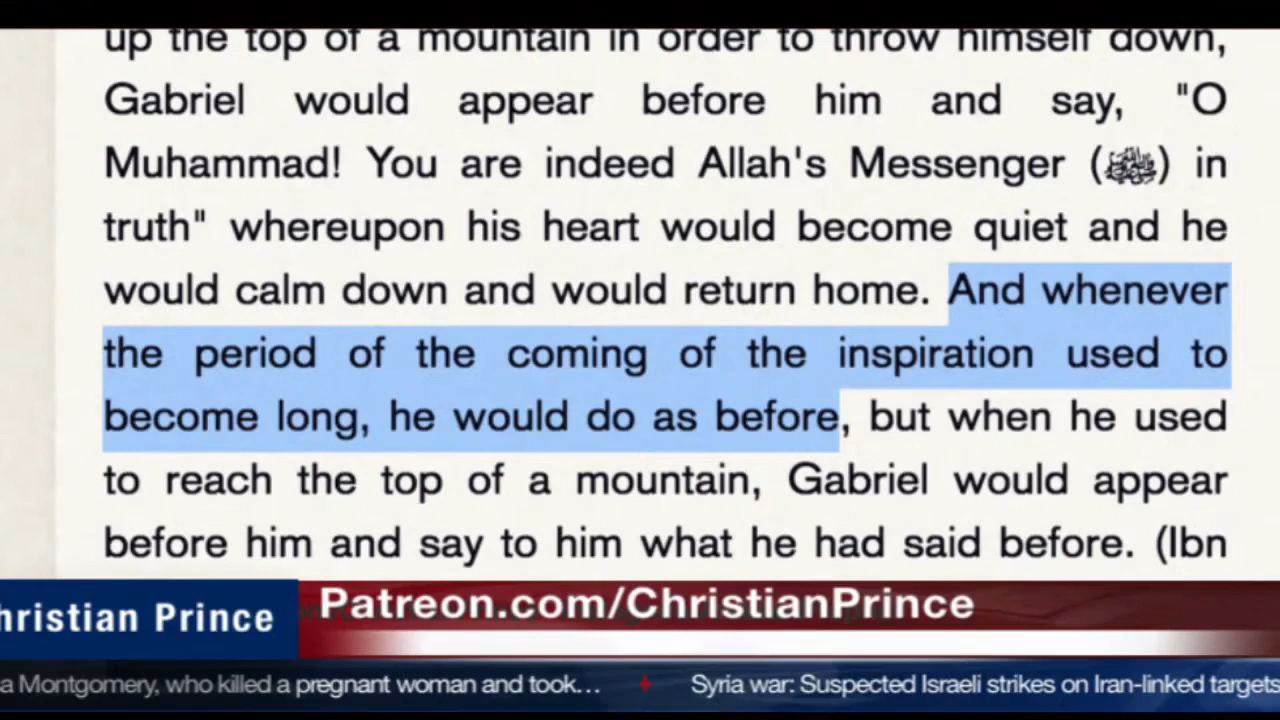 up the top of a mountain in order to throw himself down,
Gabriel would appear before him and say, "O
Muhammad! You are indeed Allah's Messenger (ﷺ) in
truth" whereupon his heart would become quiet and he
would calm down and would return home. And whenever
the period of the coming of the inspiration used to
become long, he would do as before, but when he used
to reach the top of a mountain, Gabriel would appear
before him and say to him what he had said before. (Ibn
hristian Prince
Patreon.com/ChristianPrince
a Montgomery, who killed a pregnant woman and took… Syria war: Suspected Israeli strikes on Iran-linked targets